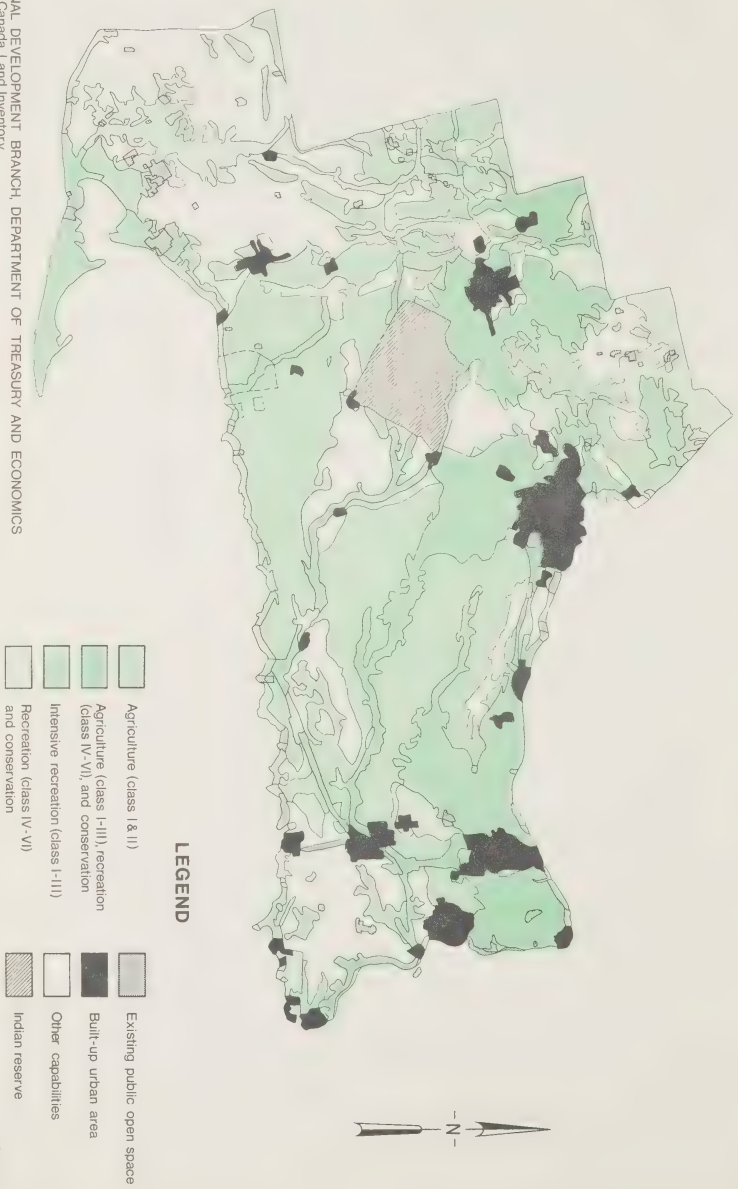 LEGEND
Agriculture (class I & II)
Agriculture (class I-III), recreation
(class IV-VI), and conservation
Intensive recreation (class I-III)
Recreation (class IV-VI)
and conservation
Existing public open space
Built-up urban area
Other capabilities
Indian reserve
-N-
NAL DEVELOPMENT BRANCH, DEPARTMENT OF TREASURY AND ECONOMICS
Canada Land Inventory